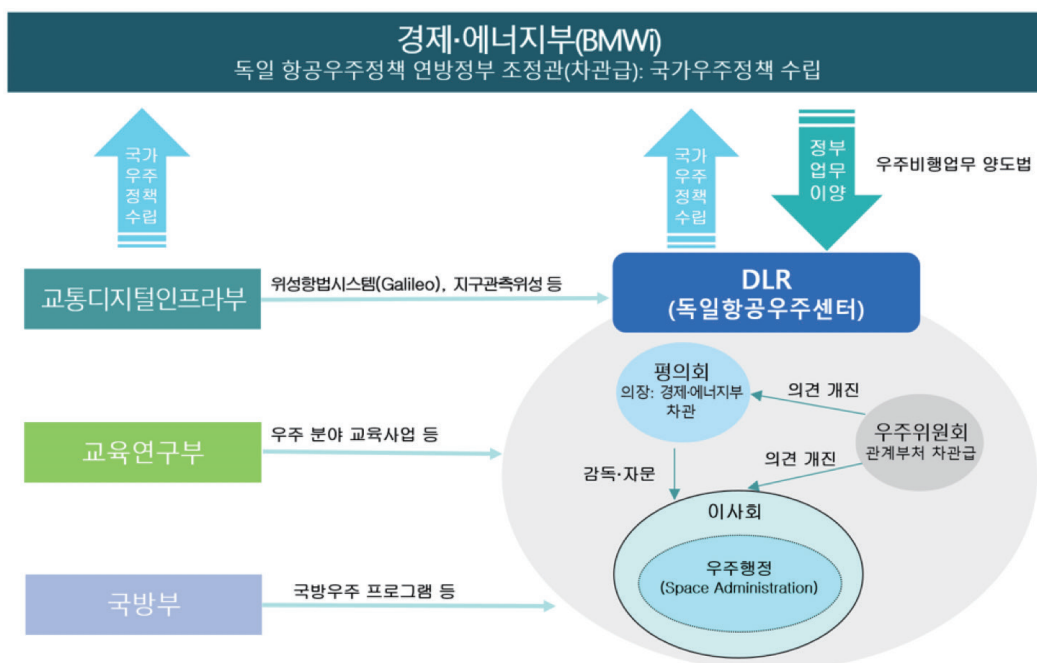 경제·에너지부(BMWi)
독일 항공우주정책 연방정부 조정관(차관급): 국가우주정책 수립
국가
우주
정책
수립
국가
우주
정책
수립
정부
업무
이양
우주비행업무 양도법
교통디지털인프라부
위성항법시스템(Galileo), 지구관측위성 등
DLR
(독일항공우주센터)
평의회
의장: 경제·에너지부
차관
의견 개진
우주위원회
관계부처 차관급
교육연구부
우주 분야 교육사업 등
감독·자문
의견 개진
이사회
우주행정
(Space Administration)
국방부
국방우주 프로그램 등